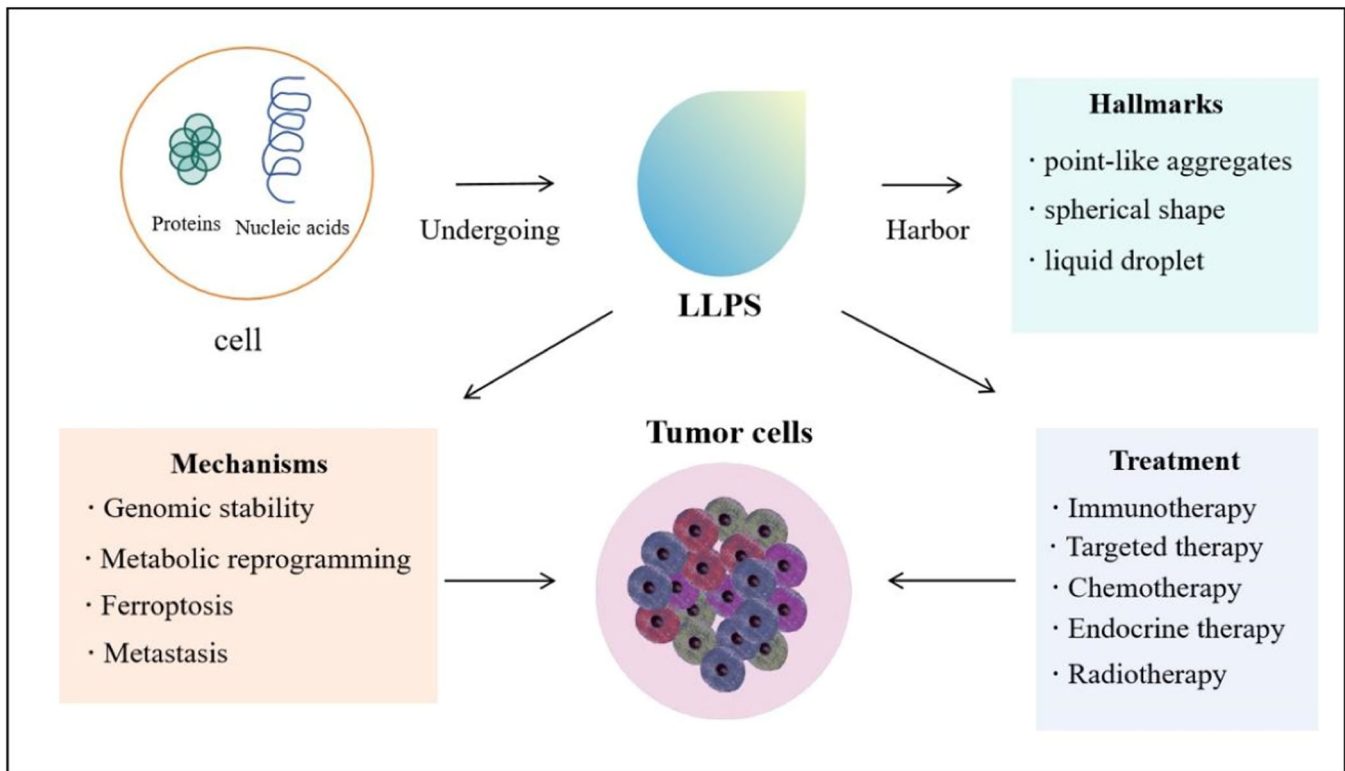 Proteins
Nucleic acids
cell
Undergoing
LLPS
Harbor
Hallmarks
· point-like aggregates
· spherical shape
· liquid droplet
Mechanisms
· Genomic stability
· Metabolic reprogramming
· Ferroptosis
· Metastasis
Tumor cells
Treatment
· Immunotherapy
· Targeted therapy
· Chemotherapy
· Endocrine therapy
· Radiotherapy